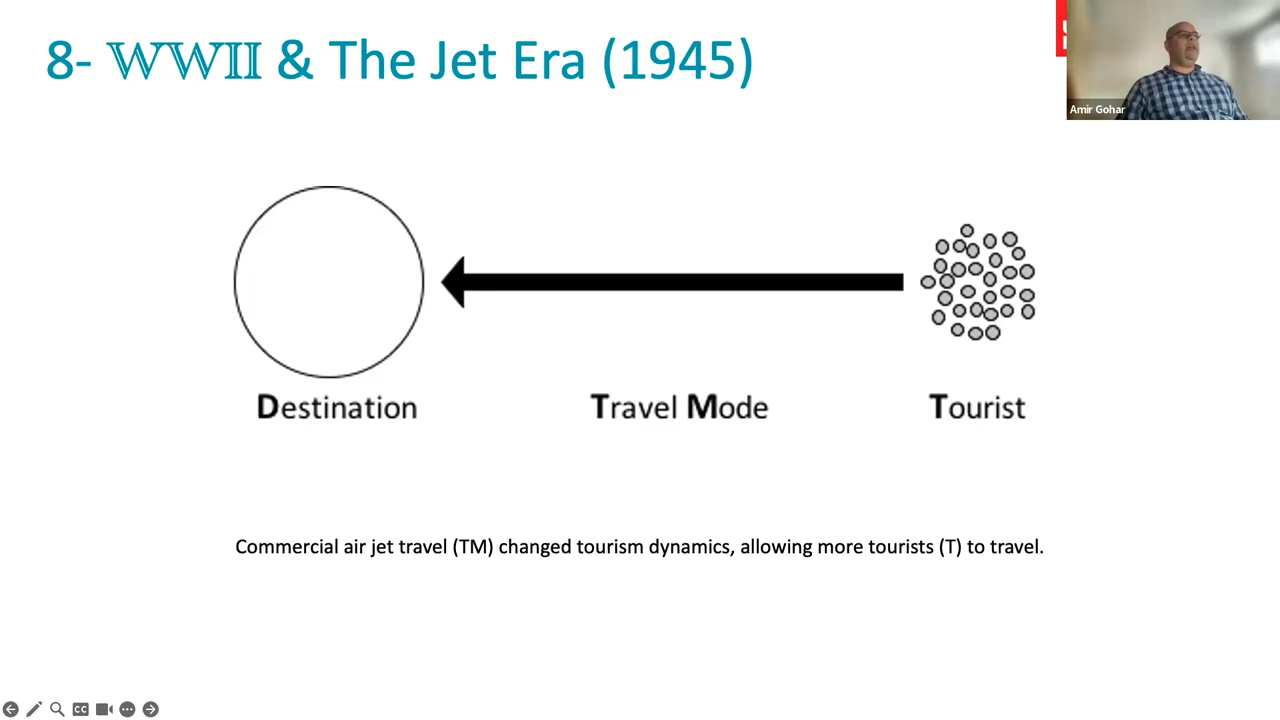 8- WWII & The Jet Era (1945)
Amir Gohar
Destination
Travel Mode
Tourist
Commercial air jet travel (TM) changed tourism dynamics, allowing more tourists (T) to travel.
CC